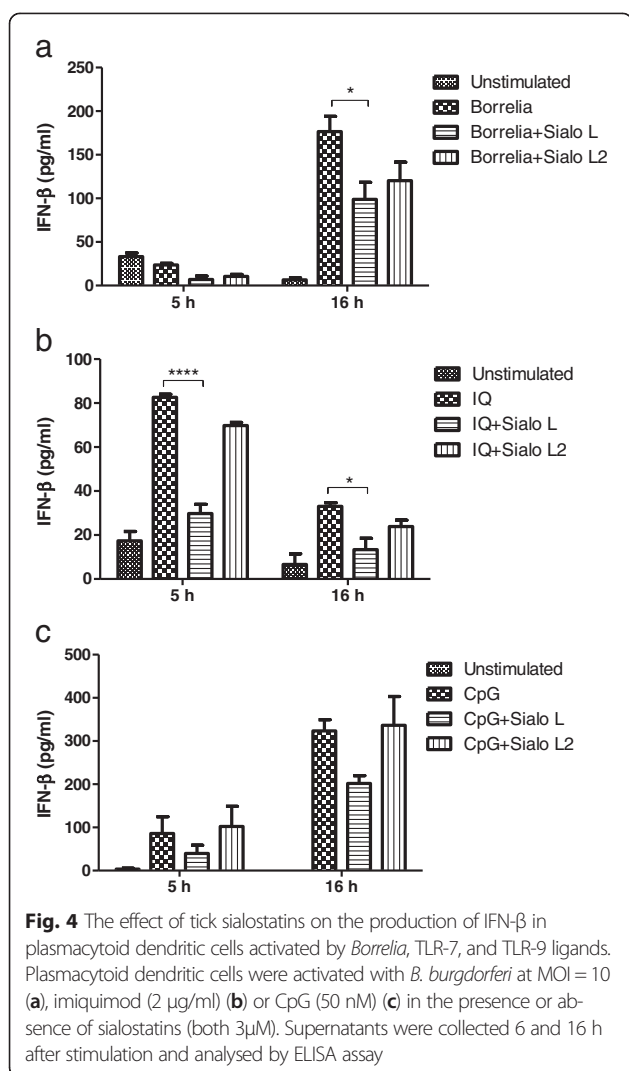 a
250
200
150
100
50
0
IFN-β (pg/ml)
*
Unstimulated
Borrelia
Borrelia+Sialo L
Borrelia+Sialo L2
5 h 16 h
b
100
80
60
40
20
0
IFN-β (pg/ml)
****
*
Unstimulated
IQ
IQ+Sialo L
IQ+Sialo L2
5 h 16 h
c
500
400
300
200
100
0
IFN-β (pg/ml)
Unstimulated
CpG
CpG+Sialo L
CpG+Sialo L2
5 h 16 h
Fig. 4 The effect of tick sialostatins on the production of IFN-β in
plasmacytoid dendritic cells activated by Borrelia, TLR-7, and TLR-9 ligands.
Plasmacytoid dendritic cells were activated with B. burgdorferi at MOI = 10
(a), imiquimod (2 μg/ml) (b) or CpG (50 nM) (c) in the presence or ab-
sence of sialostatins (both 3μM). Supernatants were collected 6 and 16 h
after stimulation and analysed by ELISA assay